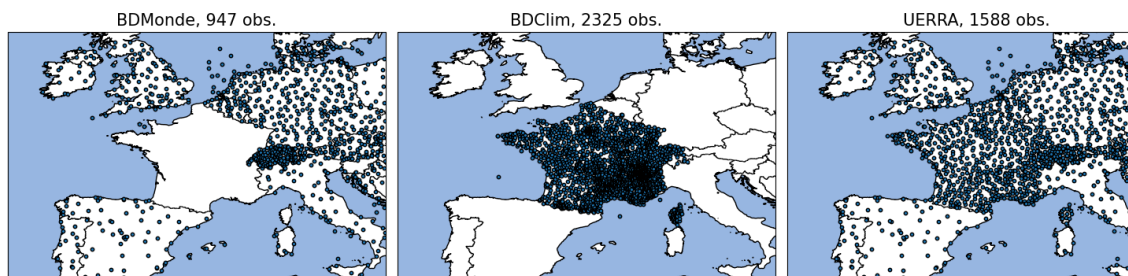 BDMonde, 947 obs.
BDClim, 2325 obs.
UERRA, 1588 obs.